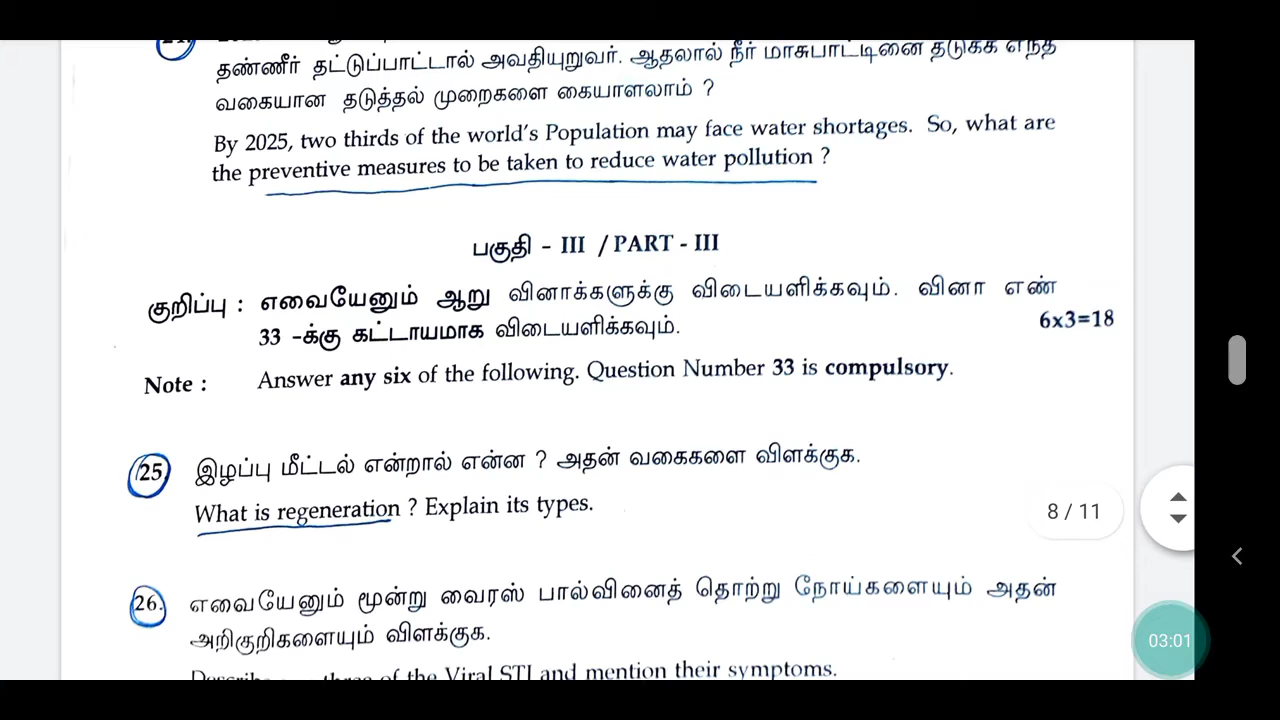 24.
தண்ணீர் தட்டுப்பாட்டால் அவதியுறுவர். ஆதலால் நீர் மாசுபாட்டினை தடுக்க எந்த
வகையான தடுத்தல் முறைகளை கையாளலாம் ?
By 2025, two thirds of the world's Population may face water shortages. So, what are
the preventive measures to be taken to reduce water pollution ?
பகுதி - III / PART - III
குறிப்பு : எவையேனும் ஆறு வினாக்களுக்கு விடையளிக்கவும். வினா எண்
33 -க்கு கட்டாயமாக விடையளிக்கவும். 6x3=18
Note : Answer any six of the following. Question Number 33 is compulsory.
25. இழப்பு மீட்டல் என்றால் என்ன ? அதன் வகைகளை விளக்குக.
What is regeneration ? Explain its types.
8 / 11
26. எவையேனும் மூன்று வைரஸ் பால்வினைத் தொற்று நோய்களையும் அதன்
அறிகுறிகளையும் விளக்குக.
03:01
Describe three of the Viral STI and mention their symptoms.